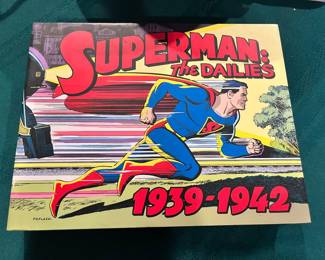 SUPERMAN:
THE DAILIES
1939-1942